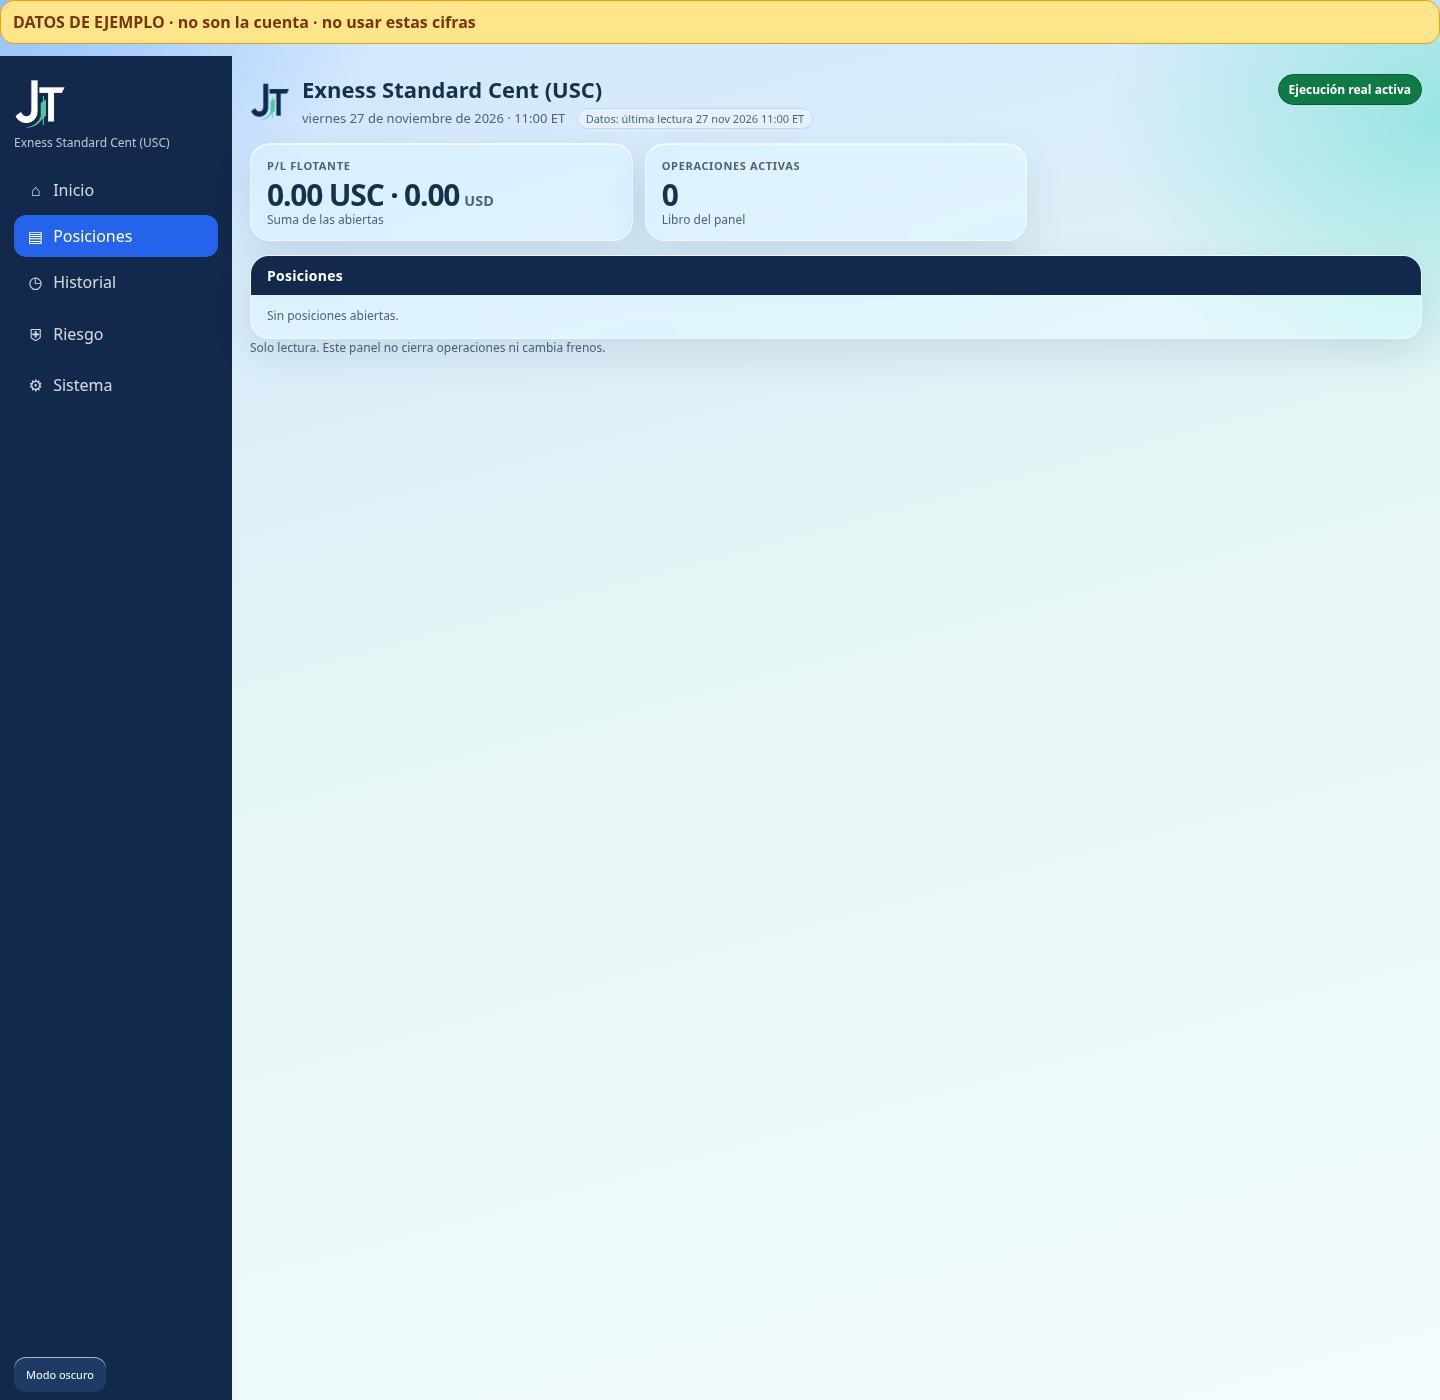 DATOS DE EJEMPLO · no son la cuenta · no usar estas cifras
JT
Exness Standard Cent (USC)
Inicio
Posiciones
Historial
Riesgo
Sistema
Modo oscuro
JT
Exness Standard Cent (USC)
viernes 27 de noviembre de 2026 · 11:00 ET
Datos: última lectura 27 nov 2026 11:00 ET
Ejecución real activa
P/L FLOTANTE
0.00 USC · 0.00 USD
Suma de las abiertas
OPERACIONES ACTIVAS
0
Libro del panel
Posiciones
Sin posiciones abiertas.
Solo lectura. Este panel no cierra operaciones ni cambia frenos.